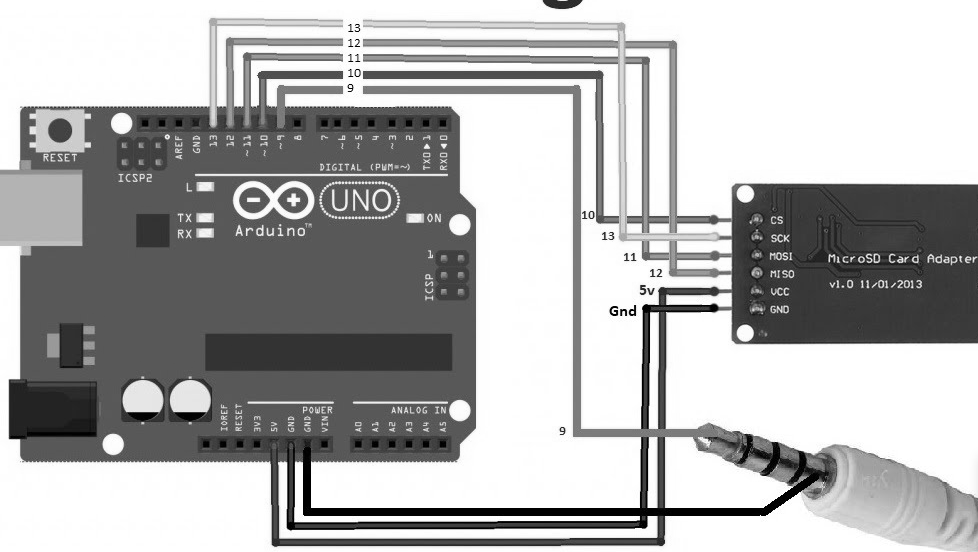 g
13
12
11
10
9
RESET
ICSP2
AREF
GND
13
12
~11
~10
~9
8
7
~6
~5
4
~3
2
TX0▶1
RX0◀0
DIGITAL (PWM=~)
L
TX
RX
UNO
ON
Arduino™
1
ICSP
10
13
11
12
5v
Gnd
CS
SCK
MOSI
MISO
VCC
GND
MicroSD Card Adapter
v1.0 11/01/2013
POWER
ANALOG IN
IOREF
RESET
3V3
5V
GND
GND
VIN
A0
A1
A2
A3
A4
A5
9